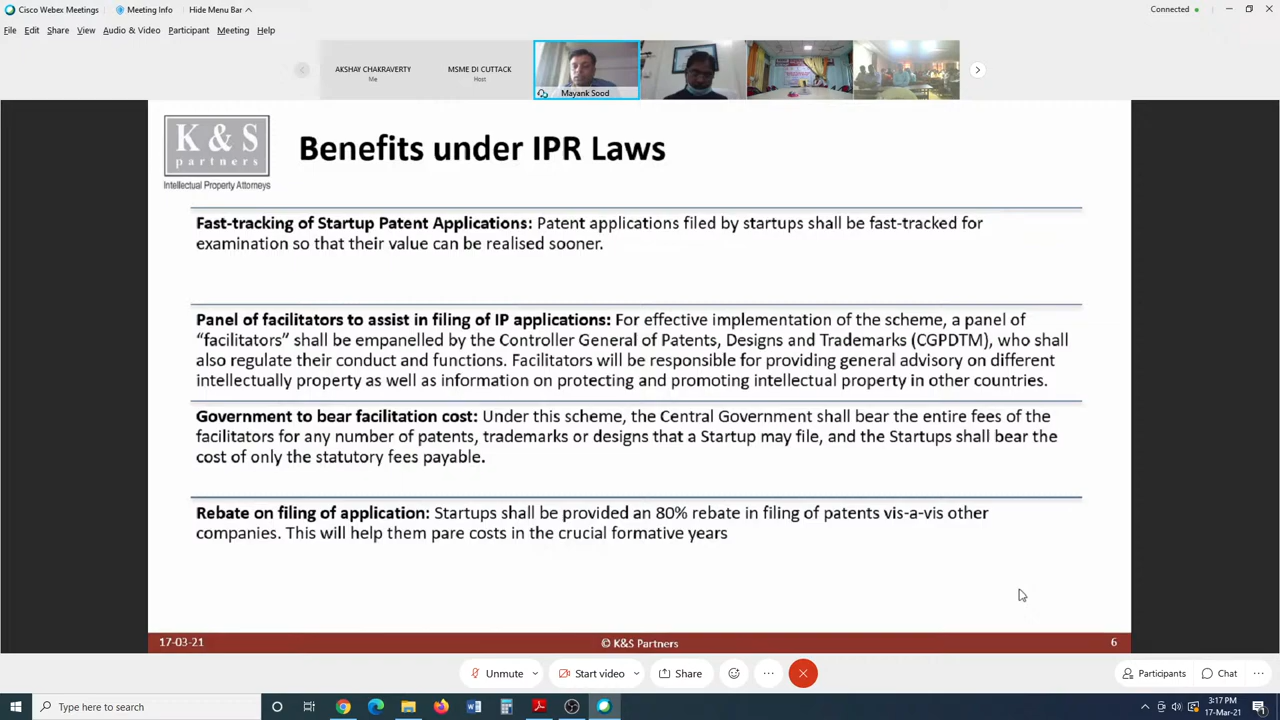 Cisco Webex Meetings
Meeting Info
Hide Menu Bar
Connected
File Edit Share View Audio & Video Participant Meeting Help
AKSHAY CHAKRAVERTY
Me
MSME DI CUTTACK
Host
Mayank Sood
K & S
partners
Intellectual Property Attorneys
Benefits under IPR Laws
Fast-tracking of Startup Patent Applications: Patent applications filed by startups shall be fast-tracked for
examination so that their value can be realised sooner.
Panel of facilitators to assist in filing of IP applications: For effective implementation of the scheme, a panel of
“facilitators” shall be empanelled by the Controller General of Patents, Designs and Trademarks (CGPDTM), who shall
also regulate their conduct and functions. Facilitators will be responsible for providing general advisory on different
intellectually property as well as information on protecting and promoting intellectual property in other countries.
Government to bear facilitation cost: Under this scheme, the Central Government shall bear the entire fees of the
facilitators for any number of patents, trademarks or designs that a Startup may file, and the Startups shall bear the
cost of only the statutory fees payable.
Rebate on filing of application: Startups shall be provided an 80% rebate in filing of patents vis-a-vis other
companies. This will help them pare costs in the crucial formative years
17-03-21
© K&S Partners
6
Unmute
Start video
Share
Participants
Chat
Type here to search
3:17 PM
17-Mar-21